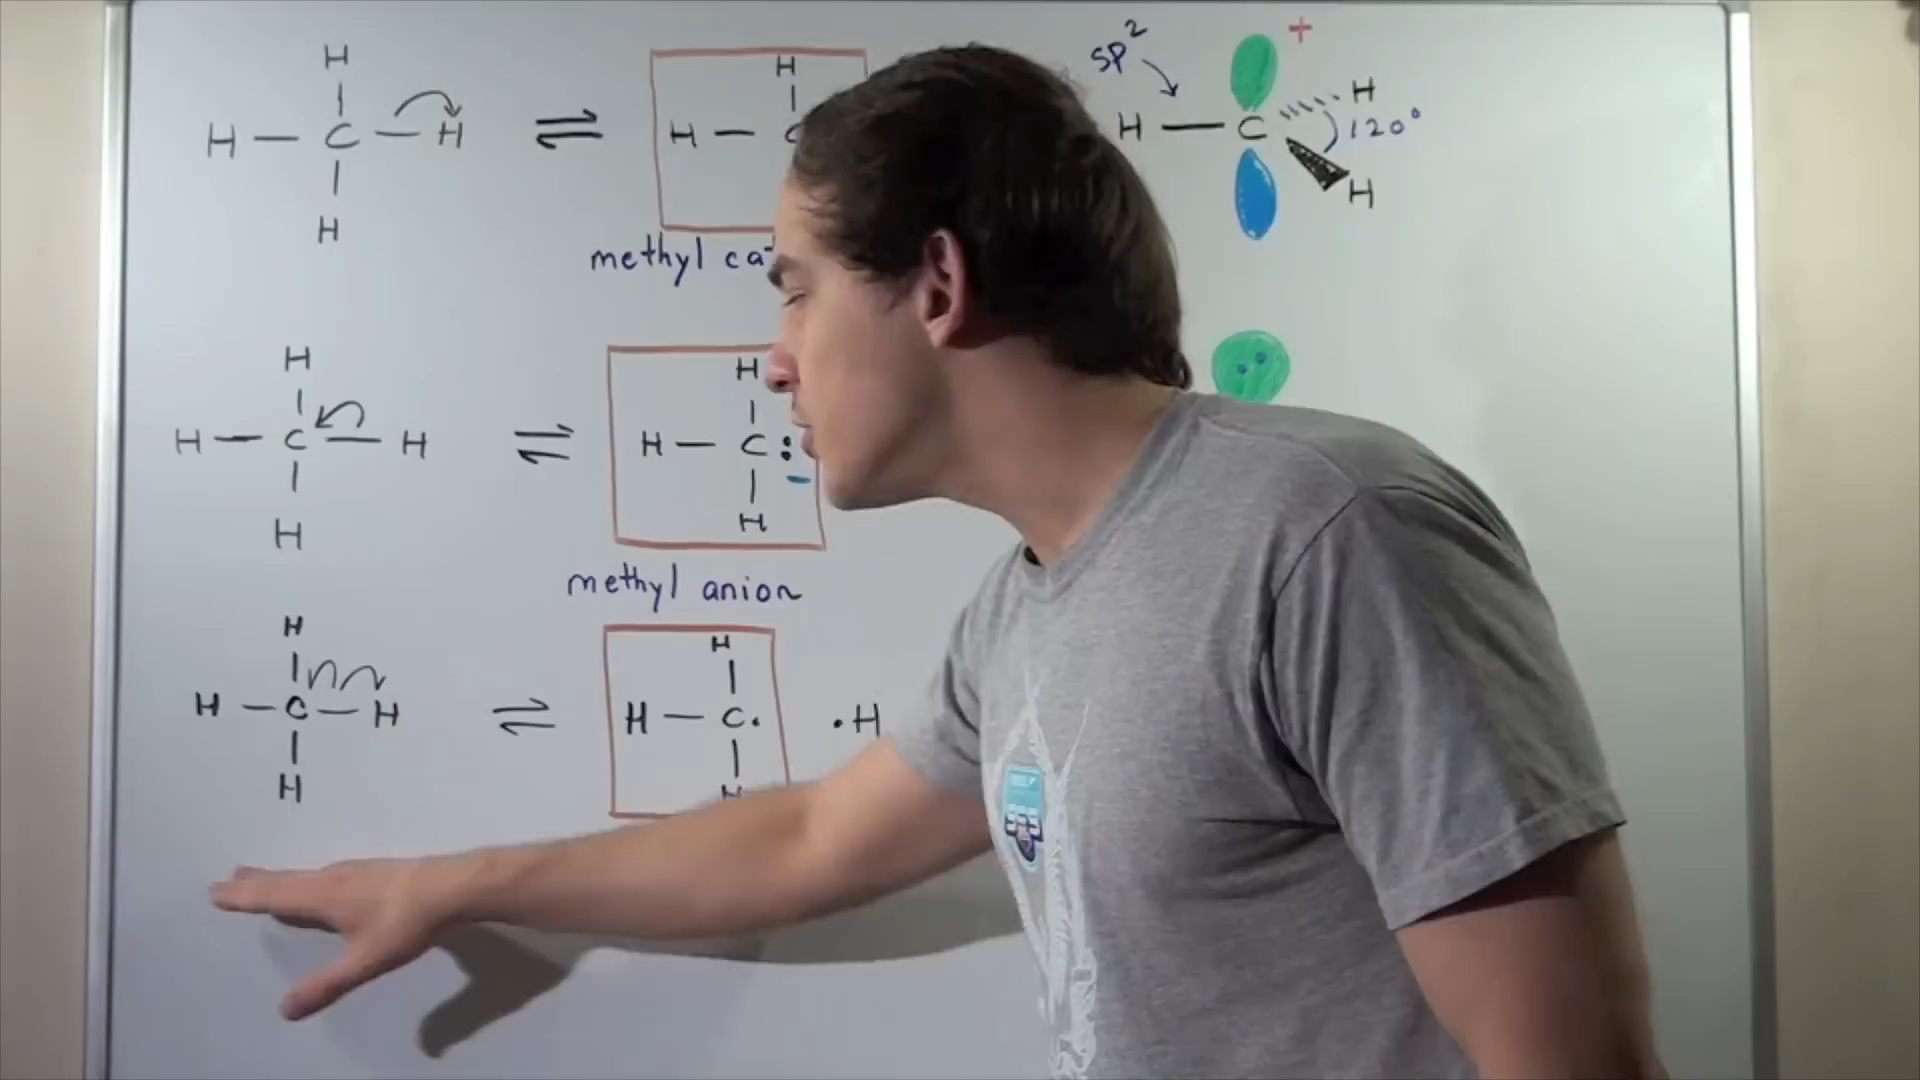 H
H — C — H ⇌ H — C
H
H
methyl ca
sp²
+
H — C
H
120°
H
H
H — C — H ⇌ H — C :
H
H
−
H
methyl anion
H
H — C — H ⇌ H — C· ·H
H
H
H